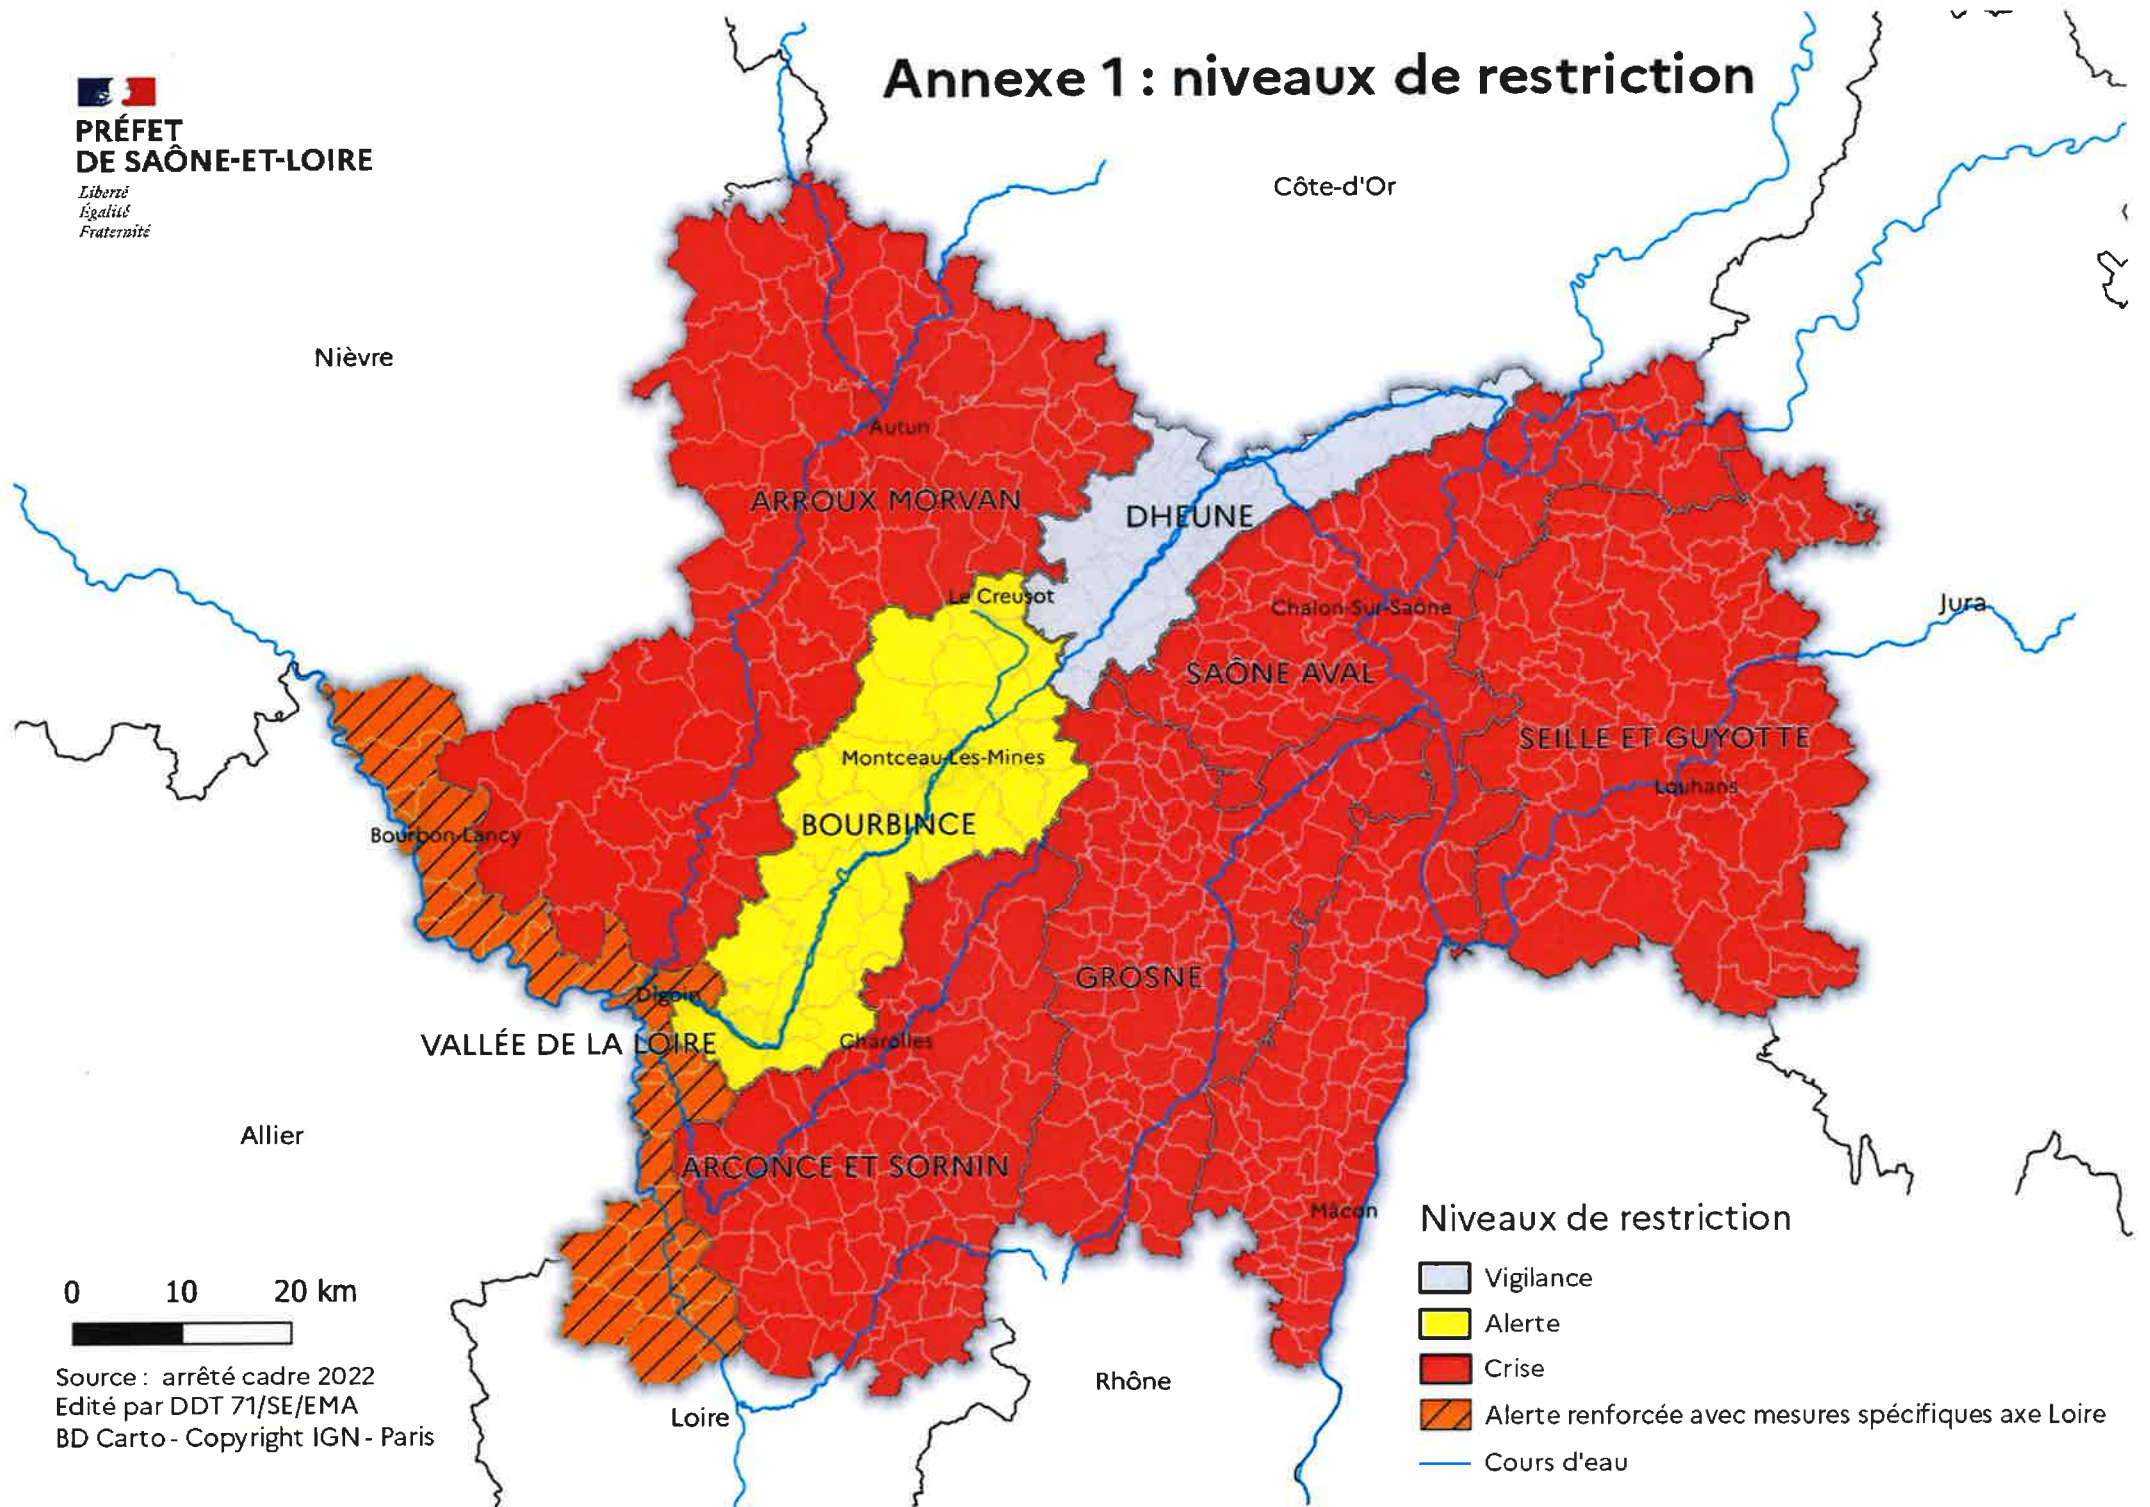 Annexe 1 : niveaux de restriction
PRÉFET
DE SAÔNE-ET-LOIRE
Liberté
Égalité
Fraternité
Côte-d'Or
Nièvre
Autun
ARROUX MORVAN
DHEUNE
Le Creusot
Chalon-Sur-Saône
Jura
SAÔNE AVAL
SEILLE ET GUYOTTE
Montceau-Les-Mines
Louhans
Bourbon-Lancy
BOURBINCE
GROSNE
Digoin
VALLÉE DE LA LOIRE
Charolles
Allier
ARCONCE ET SORNIN
Mâcon
Rhône
Loire
Niveaux de restriction
Vigilance
Alerte
Crise
Alerte renforcée avec mesures spécifiques axe Loire
Cours d'eau
0 10 20 km
Source : arrêté cadre 2022
Edité par DDT 71/SE/EMA
BD Carto - Copyright IGN - Paris